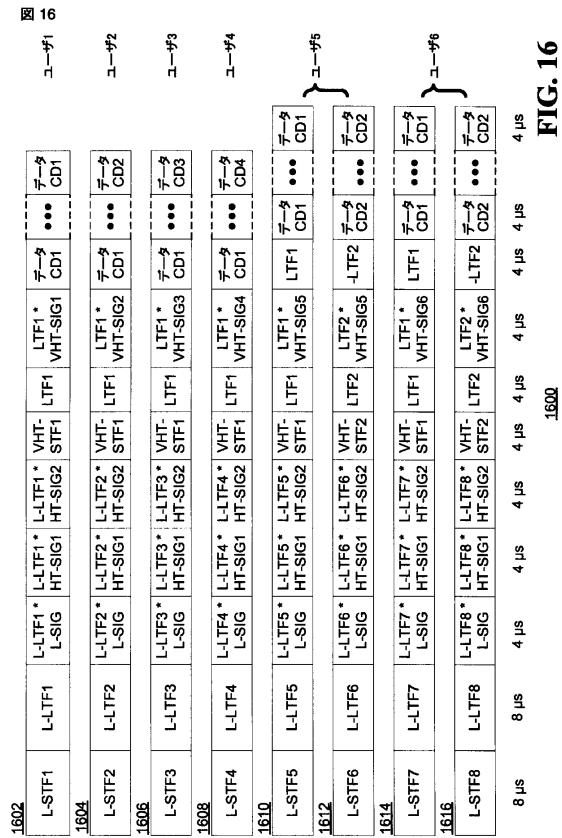 図 16
1602
L-STF1
L-LTF1
L-LTF1 *
L-SIG
L-LTF1 *
HT-SIG1
L-LTF1 *
HT-SIG2
VHT-
STF1
LTF1
LTF1 *
VHT-SIG1
データ
CD1
•••
データ
CD1
ユーザ1
1604
L-STF2
L-LTF2
L-LTF2 *
L-SIG
L-LTF2 *
HT-SIG1
L-LTF2 *
HT-SIG2
VHT-
STF1
LTF1
LTF1 *
VHT-SIG2
データ
CD1
•••
データ
CD2
ユーザ2
1606
L-STF3
L-LTF3
L-LTF3 *
L-SIG
L-LTF3 *
HT-SIG1
L-LTF3 *
HT-SIG2
VHT-
STF1
LTF1
LTF1 *
VHT-SIG3
データ
CD1
•••
データ
CD3
ユーザ3
1608
L-STF4
L-LTF4
L-LTF4 *
L-SIG
L-LTF4 *
HT-SIG1
L-LTF4 *
HT-SIG2
VHT-
STF1
LTF1
LTF1 *
VHT-SIG4
データ
CD1
•••
データ
CD4
ユーザ4
1610
L-STF5
L-LTF5
L-LTF5 *
L-SIG
L-LTF5 *
HT-SIG1
L-LTF5 *
HT-SIG2
VHT-
STF1
LTF1
LTF1 *
VHT-SIG5
LTF1
データ
CD1
•••
データ
CD1
ユーザ5
1612
L-STF6
L-LTF6
L-LTF6 *
L-SIG
L-LTF6 *
HT-SIG1
L-LTF6 *
HT-SIG2
VHT-
STF2
LTF2
LTF2 *
VHT-SIG5
-LTF2
データ
CD2
•••
データ
CD2
1614
L-STF7
L-LTF7
L-LTF7 *
L-SIG
L-LTF7 *
HT-SIG1
L-LTF7 *
HT-SIG2
VHT-
STF1
LTF1
LTF1 *
VHT-SIG6
LTF1
データ
CD1
•••
データ
CD1
ユーザ6
1616
L-STF8
L-LTF8
L-LTF8 *
L-SIG
L-LTF8 *
HT-SIG1
L-LTF8 *
HT-SIG2
VHT-
STF2
LTF2
LTF2 *
VHT-SIG6
-LTF2
データ
CD2
•••
データ
CD2
8 µs
8 µs
4 µs
4 µs
4 µs
4 µs
4 µs
4 µs
4 µs
4 µs
4 µs
1600
FIG. 16